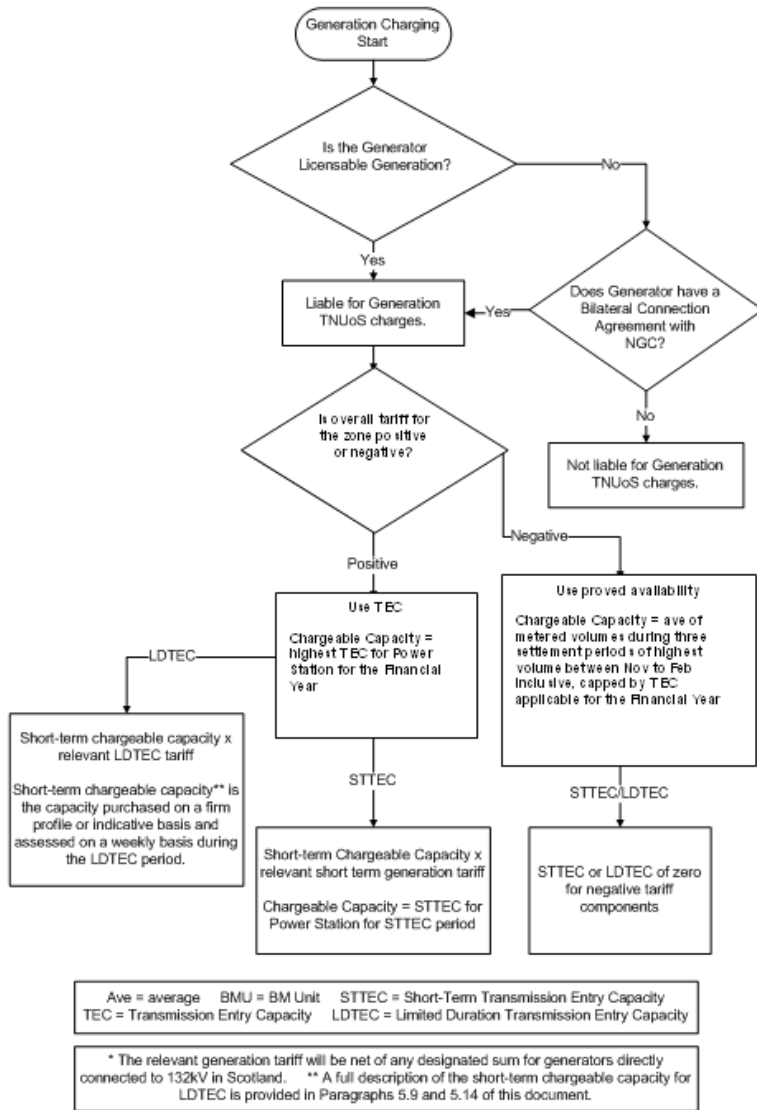 Generation Charging
Start
Is the Generator
Licensable Generation?
No
Yes
Does Generator have a
Bilateral Connection
Agreement with
NGC?
Liable for Generation
TNUoS charges.
Yes
Is overall tariff for
the zone positive
or negative?
No
Not liable for Generation
TNUoS charges.
Negative
Positive
Use TEC
Chargeable Capacity =
highest TEC for Power
Station for the Financial
Year
Use proved availability
Chargeable Capacity = ave of
metered volumes during three
settlement periods of highest
volume between Nov to Feb
inclusive, capped by TEC
applicable for the Financial Year
LDTEC
Short-term chargeable capacity x
relevant LDTEC tariff
Short-term chargeable capacity** is
the capacity purchased on a firm
profile or indicative basis and
assessed on a weekly basis during
the LDTEC period.
STTEC
STTEC/LDTEC
Short-term Chargeable Capacity x
relevant short term generation tariff
Chargeable Capacity = STTEC for
Power Station for STTEC period
STTEC or LDTEC of zero
for negative tariff
components
Ave = average BMU = BM Unit STTEC = Short-Term Transmission Entry Capacity
TEC = Transmission Entry Capacity LDTEC = Limited Duration Transmission Entry Capacity
* The relevant generation tariff will be net of any designated sum for generators directly
connected to 132kV in Scotland. ** A full description of the short-term chargeable capacity for
LDTEC is provided in Paragraphs 5.9 and 5.14 of this document.